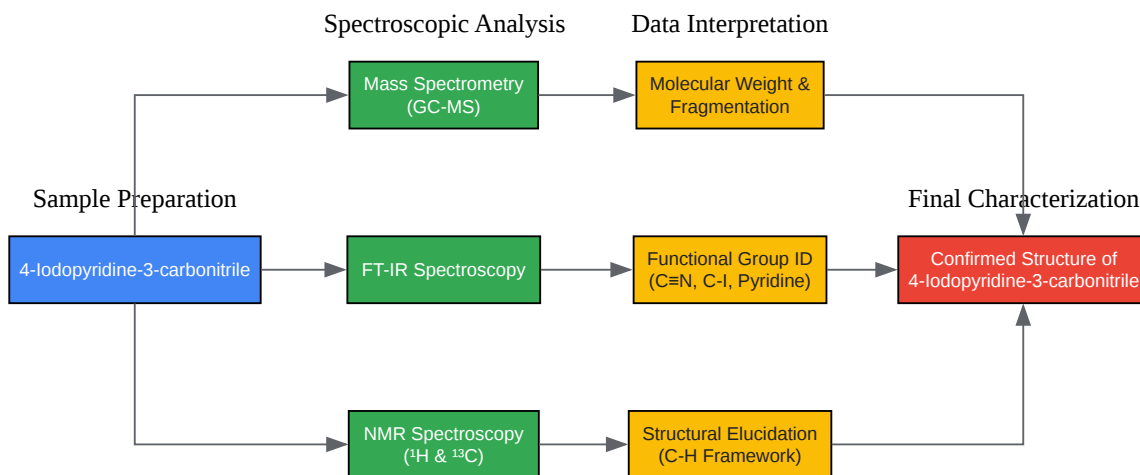 Spectroscopic Analysis
Data Interpretation
Mass Spectrometry
(GC-MS)
Molecular Weight &
Fragmentation
Sample Preparation
Final Characterization
4-Iodopyridine-3-carbonitrile
FT-IR Spectroscopy
Functional Group ID
(C≡N, C-I, Pyridine)
Confirmed Structure of
4-Iodopyridine-3-carbonitrile
NMR Spectroscopy
(¹H & ¹³C)
Structural Elucidation
(C-H Framework)